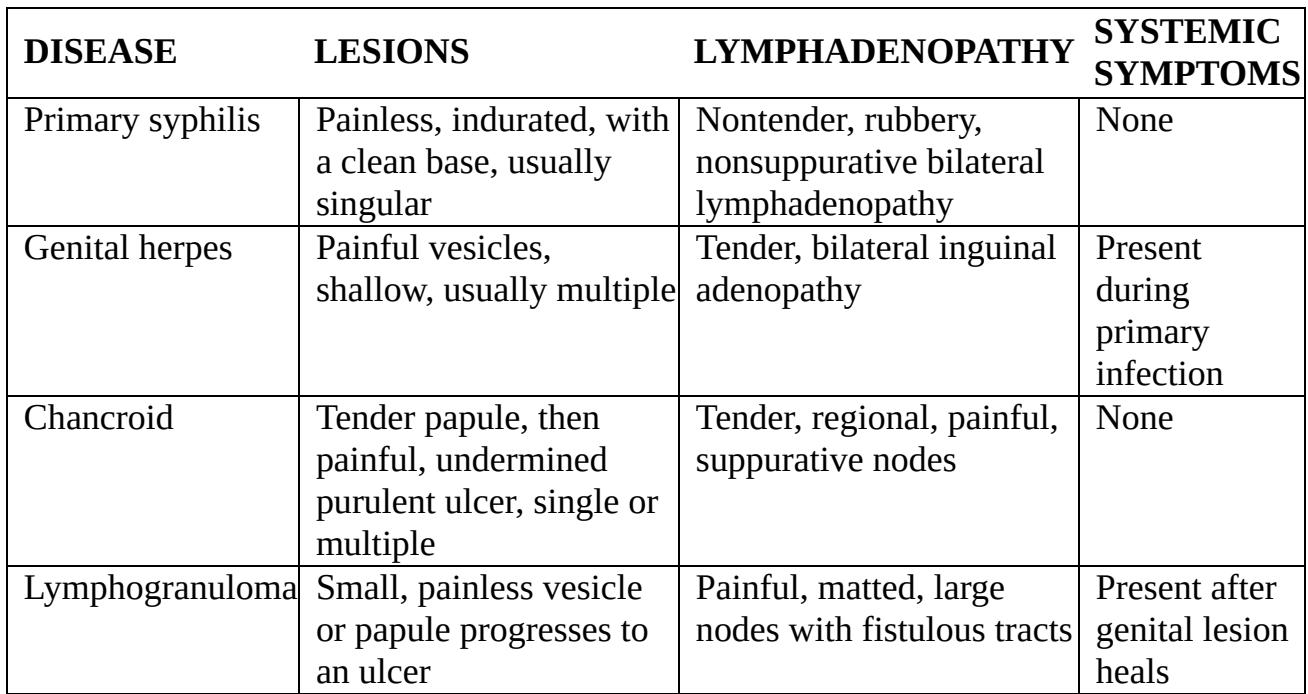 DISEASE LESIONS LYMPHADENOPATHY SYSTEMIC SYMPTOMS
Primary syphilis
Painless, indurated, with
a clean base, usually
singular
Nontender, rubbery,
nonsuppurative bilateral
lymphadenopathy
None
Genital herpes
Painful vesicles,
shallow, usually multiple
Tender, bilateral inguinal
adenopathy
Present
during
primary
infection
Chancroid
Tender papule, then
painful, undermined
purulent ulcer, single or
multiple
Tender, regional, painful,
suppurative nodes
None
Lymphogranuloma
Small, painless vesicle
or papule progresses to
an ulcer
Painful, matted, large
nodes with fistulous tracts
Present after
genital lesion
heals